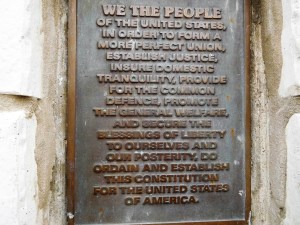 WE THE PEOPLE
OF THE UNITED STATES,
IN ORDER TO FORM A
MORE PERFECT UNION,
ESTABLISH JUSTICE,
INSURE DOMESTIC
TRANQUILITY, PROVIDE
FOR THE COMMON
DEFENCE, PROMOTE
THE GENERAL WELFARE,
AND SECURE THE
BLESSINGS OF LIBERTY
TO OURSELVES AND
OUR POSTERITY, DO
ORDAIN AND ESTABLISH
THIS CONSTITUTION
FOR THE UNITED STATES
OF AMERICA.